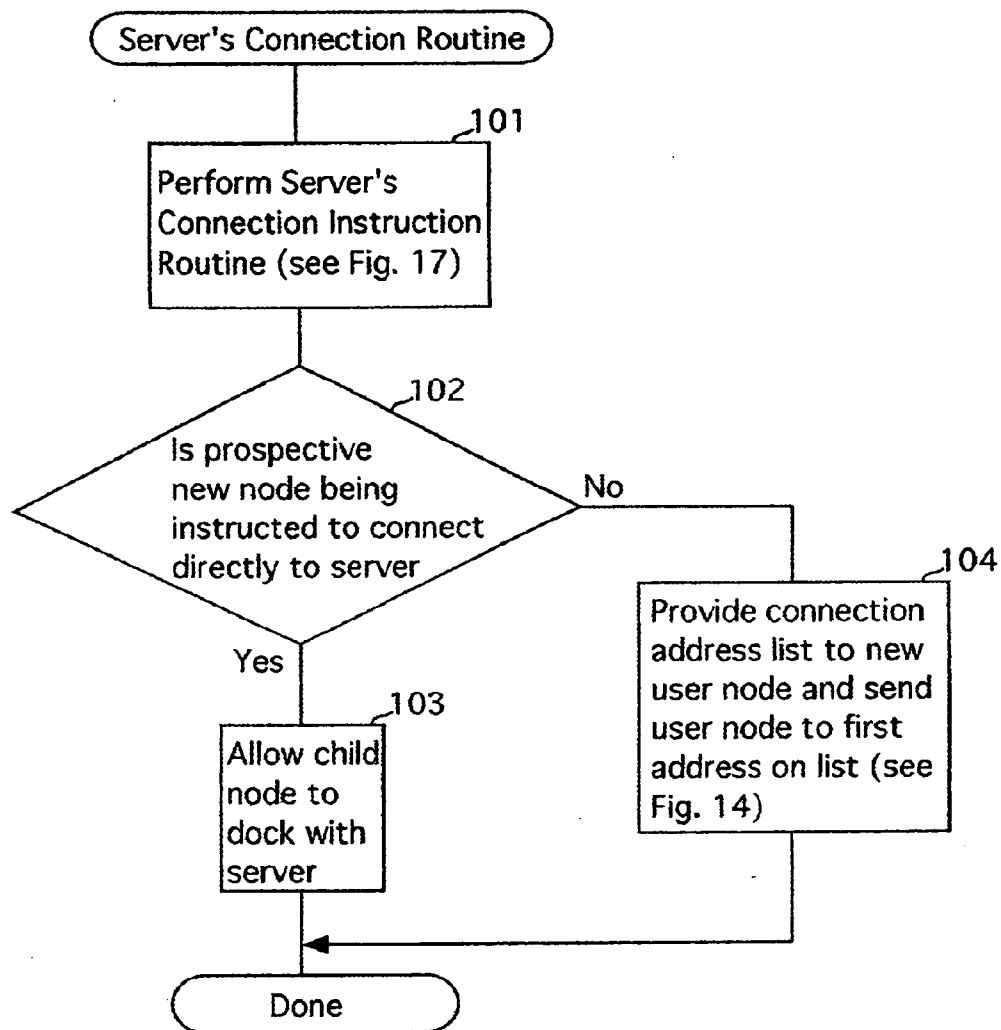 Server's Connection Routine
101
Perform Server's
Connection Instruction
Routine (see Fig. 17)
102
Is prospective
new node being
instructed to connect
directly to server
No
Yes
103
Allow child
node to
dock with
server
104
Provide connection
address list to new
user node and send
user node to first
address on list (see
Fig. 14)
Done